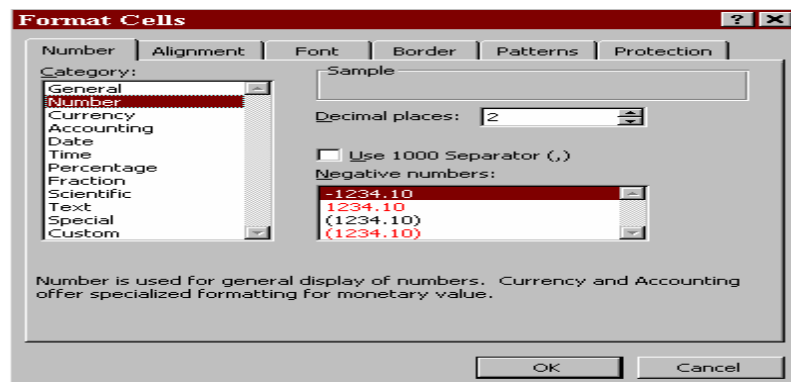 Format Cells
Number Alignment Font Border Patterns Protection
Category:
General
Number
Currency
Accounting
Date
Time
Percentage
Fraction
Scientific
Text
Special
Custom
Sample
Decimal places: 2
Use 1000 Separator (,)
Negative numbers:
-1234.10
1234.10
(1234.10)
(1234.10)
Number is used for general display of numbers. Currency and Accounting
offer specialized formatting for monetary value.
OK Cancel